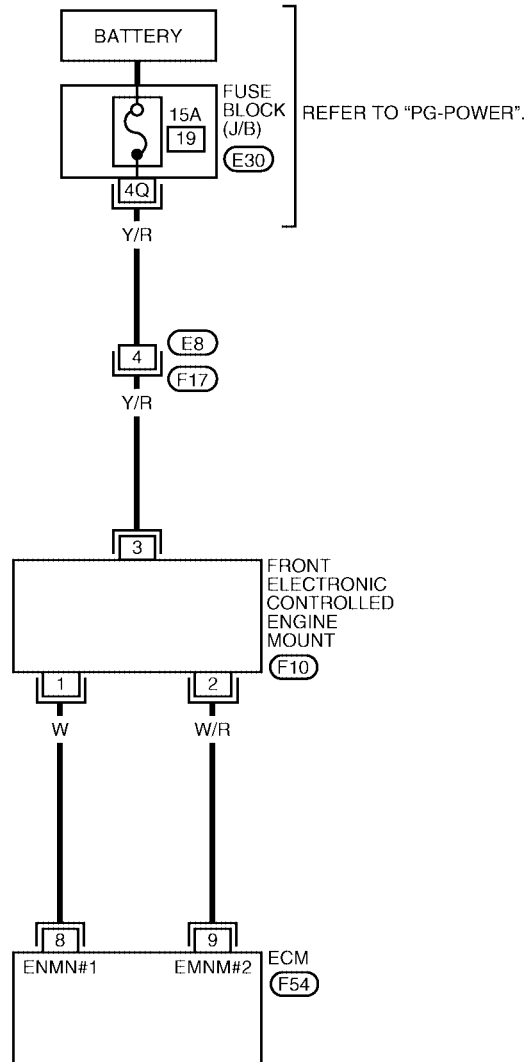 BATTERY
FUSE
BLOCK
(J/B)
15A
19
E30
REFER TO “PG-POWER”.
4Q
Y/R
4
E8
F17
Y/R
3
FRONT
ELECTRONIC
CONTROLLED
ENGINE
MOUNT
F10
1
2
W
W/R
8
9
ENMN#1
EMNM#2
ECM
F54